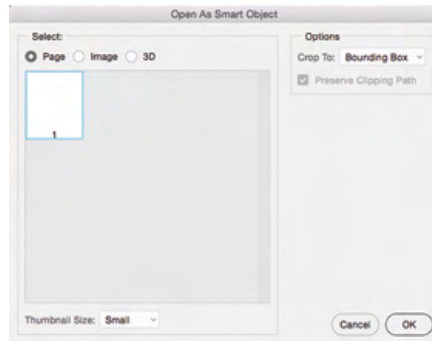 Open As Smart Object
Select:
Page Image 3D
1
Thumbnail Size: Small
Options
Crop To: Bounding Box
Preserve Clipping Path
Cancel OK